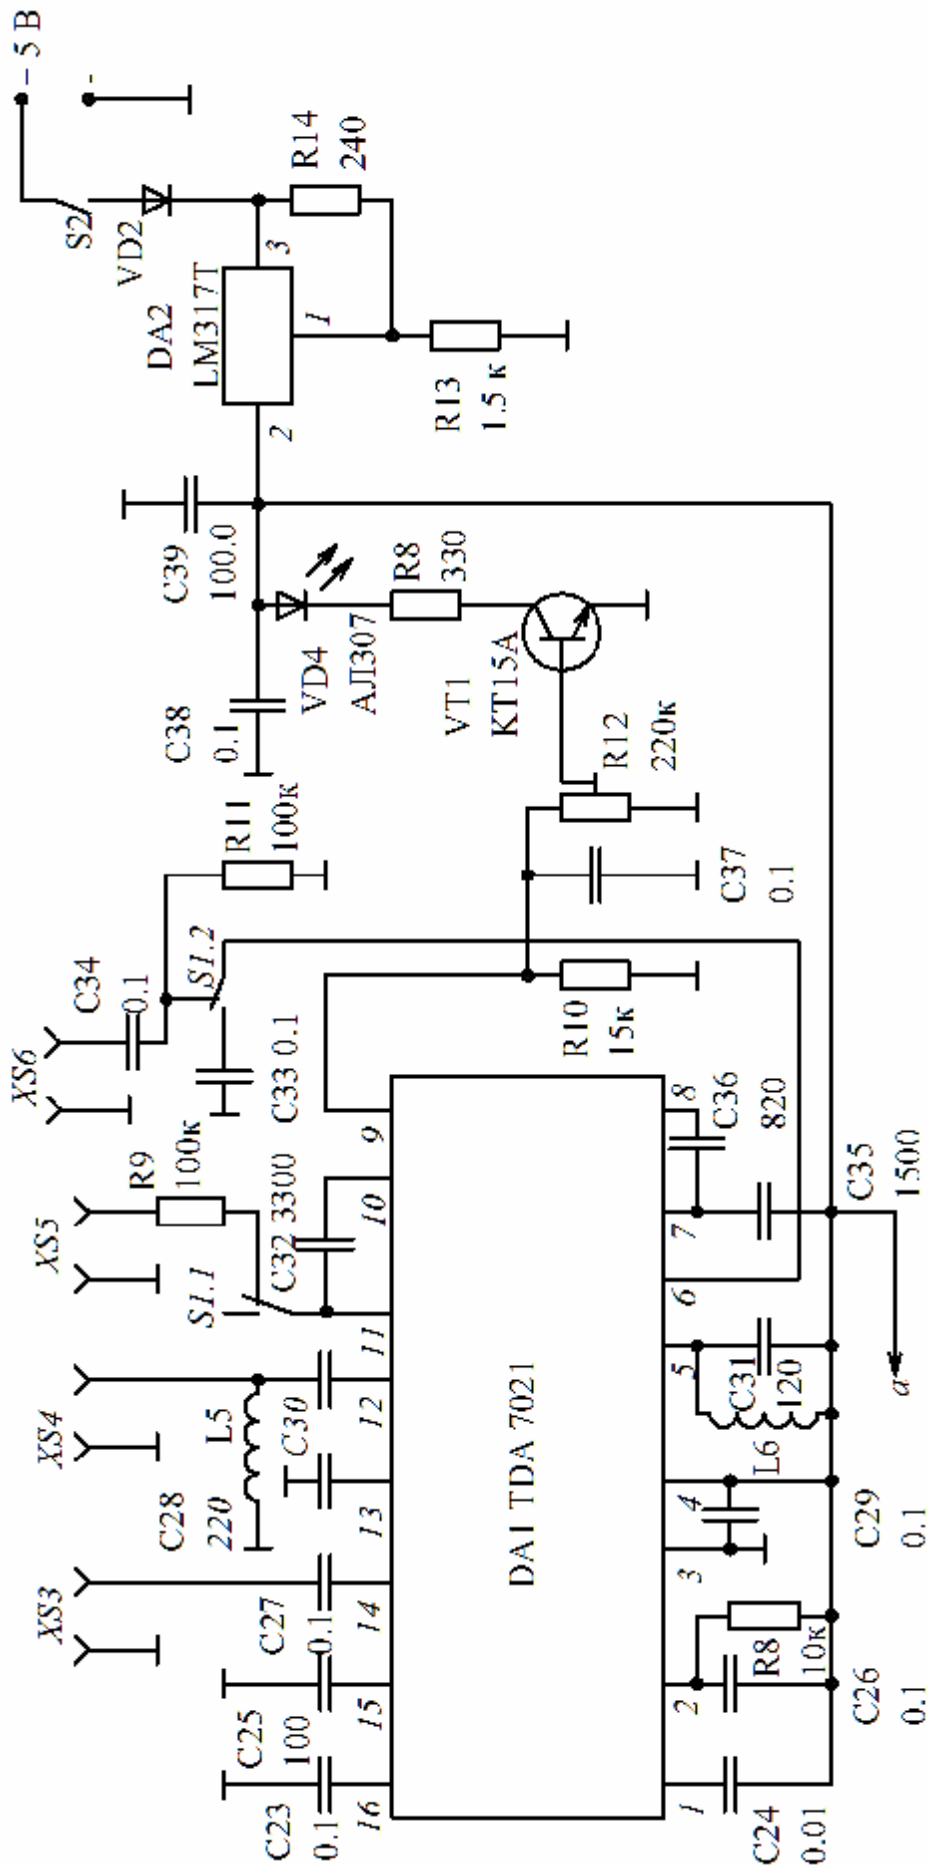 XS3
XS4
XS5
XS6
– 5 В
-
C23
0.1
C25
100
C27
0.1
C28
220
L5
C30
S1.1
R9
100к
C32 3300
C33 0.1
C34
0.1
S1.2
R11
100к
C38
0.1
C39
100.0
VD4
АЛ307
R8
330
VT1
КТ15А
R12
220к
C37
0.1
R10
15к
DA2
LM317T
2
3
1
S2
VD2
R14
240
R13
1.5 к
16
15
14
13
12
11
10
9
DA1 TDA 7021
1
2
3
4
5
6
7
8
C24
0.01
R8
10к
C26
0.1
C29
0.1
L6
C31
120
C36
820
C35
1500
a